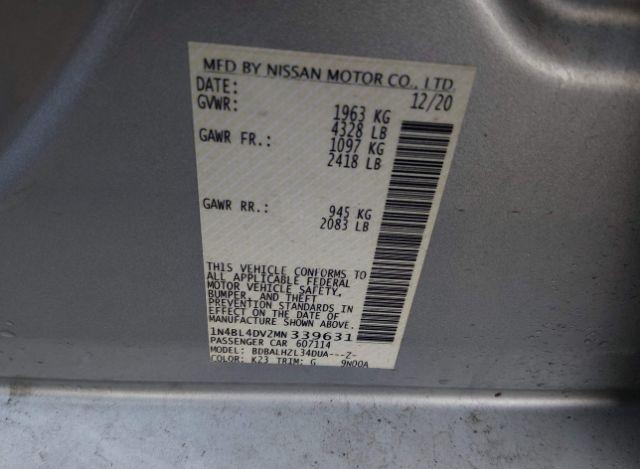 MFD BY NISSAN MOTOR CO., LTD.
DATE: 12/20
GVWR: 1963 KG
4328 LB
GAWR FR.: 1097 KG
2418 LB
GAWR RR.: 945 KG
2083 LB
THIS VEHICLE CONFORMS TO
ALL APPLICABLE FEDERAL
MOTOR VEHICLE SAFETY,
BUMPER, AND THEFT
PREVENTION STANDARDS IN
EFFECT ON THE DATE OF
MANUFACTURE SHOWN ABOVE.
1N4BL4DV2MN339631
PASSENGER CAR 607114
MODEL: BDBALHZL34DUA---Z-
COLOR: K23 TRIM: G 9N00A